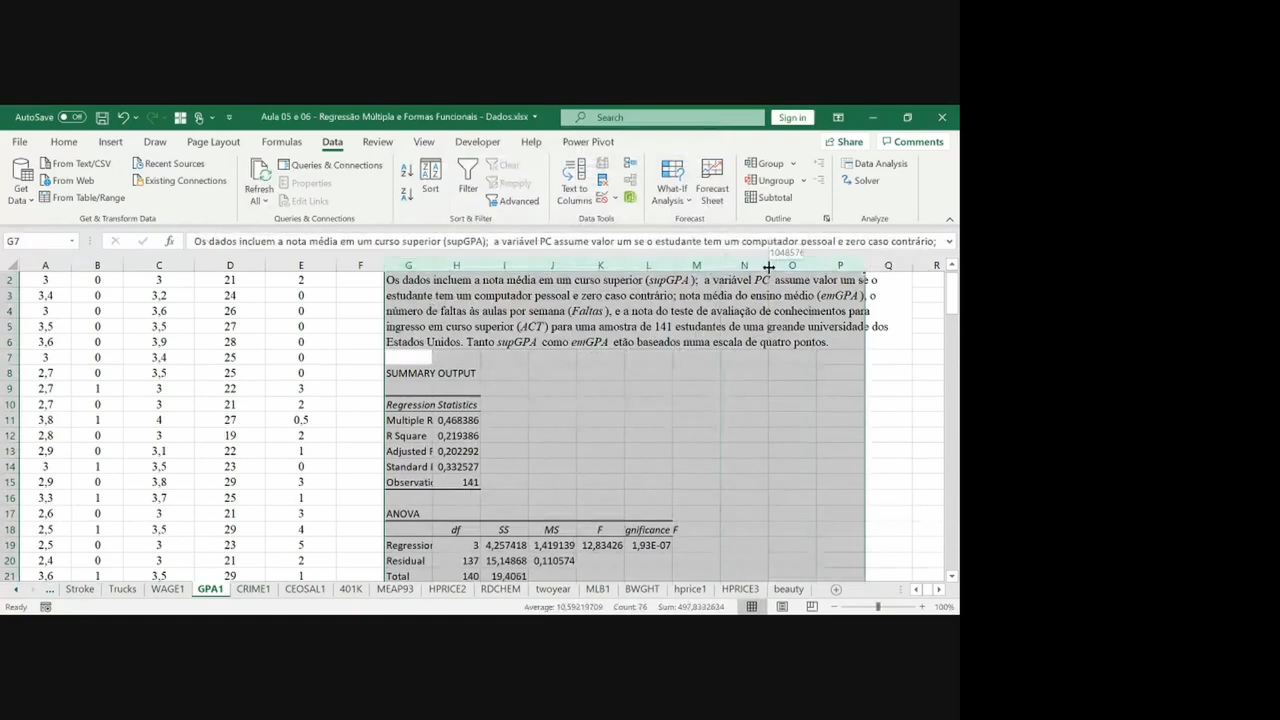 AutoSave Off Aula 05 e 06 - Regressão Múltipla e Formas Funcionais - Dados.xlsx Search Sign in
File Home Insert Draw Page Layout Formulas Data Review View Developer Help Power Pivot Share Comments
Get Data From Text/CSV From Web From Table/Range Recent Sources Existing Connections
Refresh All Queries & Connections Properties Edit Links
Sort Filter Clear Reapply Advanced
Text to Columns
What-If Analysis Forecast Sheet
Group Ungroup Subtotal
Data Analysis Solver
Get & Transform Data Queries & Connections Sort & Filter Data Tools Forecast Outline Analyze
G7 fx Os dados incluem a nota média em um curso superior (supGPA); a variável PC assume valor um se o estudante tem um computador pessoal e zero caso contrário;
A B C D E F G H I J K L M N O P Q R
2 3 0 3 21 2 Os dados incluem a nota média em um curso superior (supGPA); a variável PC assume valor um se o
3 3,4 0 3,2 24 0 estudante tem um computador pessoal e zero caso contrário; nota média do ensino médio (emGPA), o
4 3 0 3,6 26 0 número de faltas às aulas por semana (Faltas), e a nota do teste de avaliação de conhecimentos para
5 3,5 0 3,5 27 0 ingresso em curso superior (ACT) para uma amostra de 141 estudantes de uma greande universidade dos
6 3,6 0 3,9 28 0 Estados Unidos. Tanto supGPA como emGPA etão baseados numa escala de quatro pontos.
7 3 0 3,4 25 0
8 2,7 0 3,5 25 0 SUMMARY OUTPUT
9 2,7 1 3 22 3
10 2,7 0 3 21 2 Regression Statistics
11 3,8 1 4 27 0,5 Multiple R 0,468386
12 2,8 0 3 19 2 R Square 0,219386
13 2,9 0 3,1 22 1 Adjusted F 0,202292
14 3 1 3,5 23 0 Standard I 0,332527
15 2,9 0 3,8 29 3 Observatic 141
16 3,3 1 3,7 25 1
17 2,6 0 3 21 3 ANOVA
18 2,5 1 3,5 29 4 df SS MS F gnificance F
19 2,5 0 3 23 5 Regressior 3 4,257418 1,419139 12,83426 1,93E-07
20 2,4 0 3 21 2 Residual 137 15,14868 0,110574
21 3,6 1 3,5 29 1 Total 140 19,4061
... Stroke Trucks WAGE1 GPA1 CRIME1 CEOSAL1 401K MEAP93 HPRICE2 RDCHEM twoyear MLB1 BWGHT hprice1 HPRICE3 beauty
Ready Average: 10,59219709 Count: 76 Sum: 497,8332634 100%